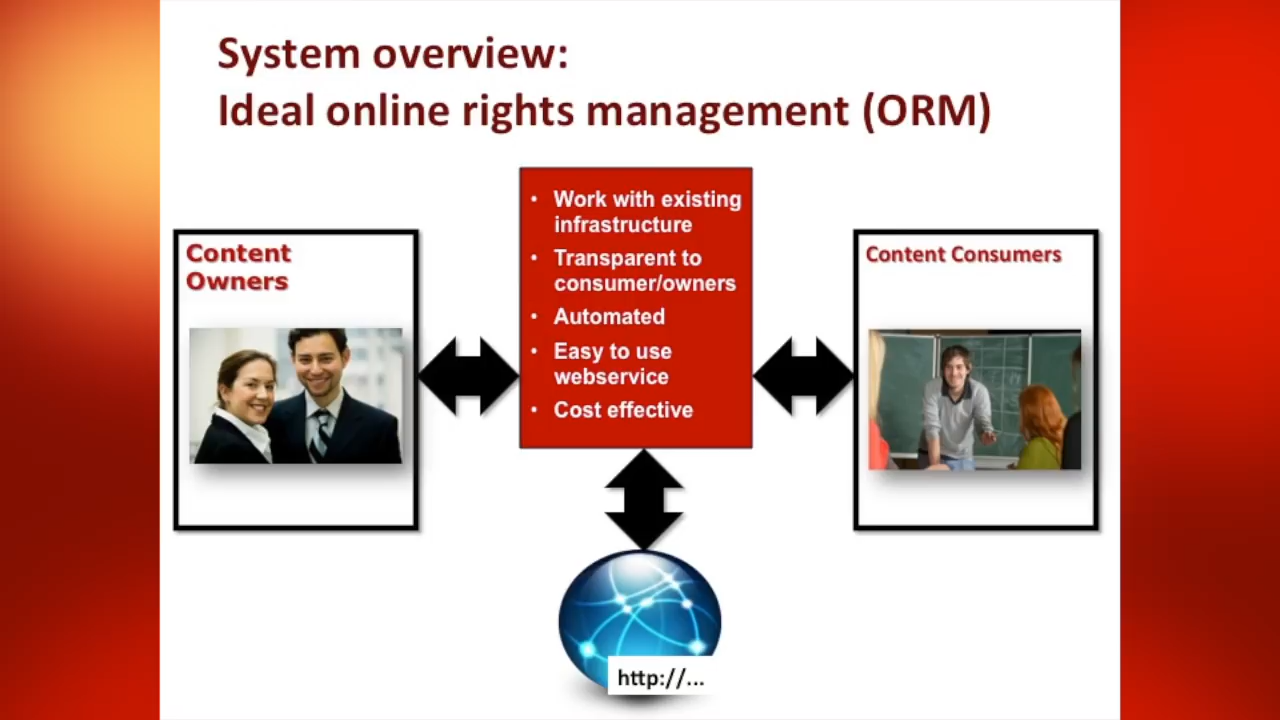 System overview:
Ideal online rights management (ORM)
Content
Owners
• Work with existing
infrastructure
• Transparent to
consumer/owners
• Automated
• Easy to use
webservice
• Cost effective
Content Consumers
http://...